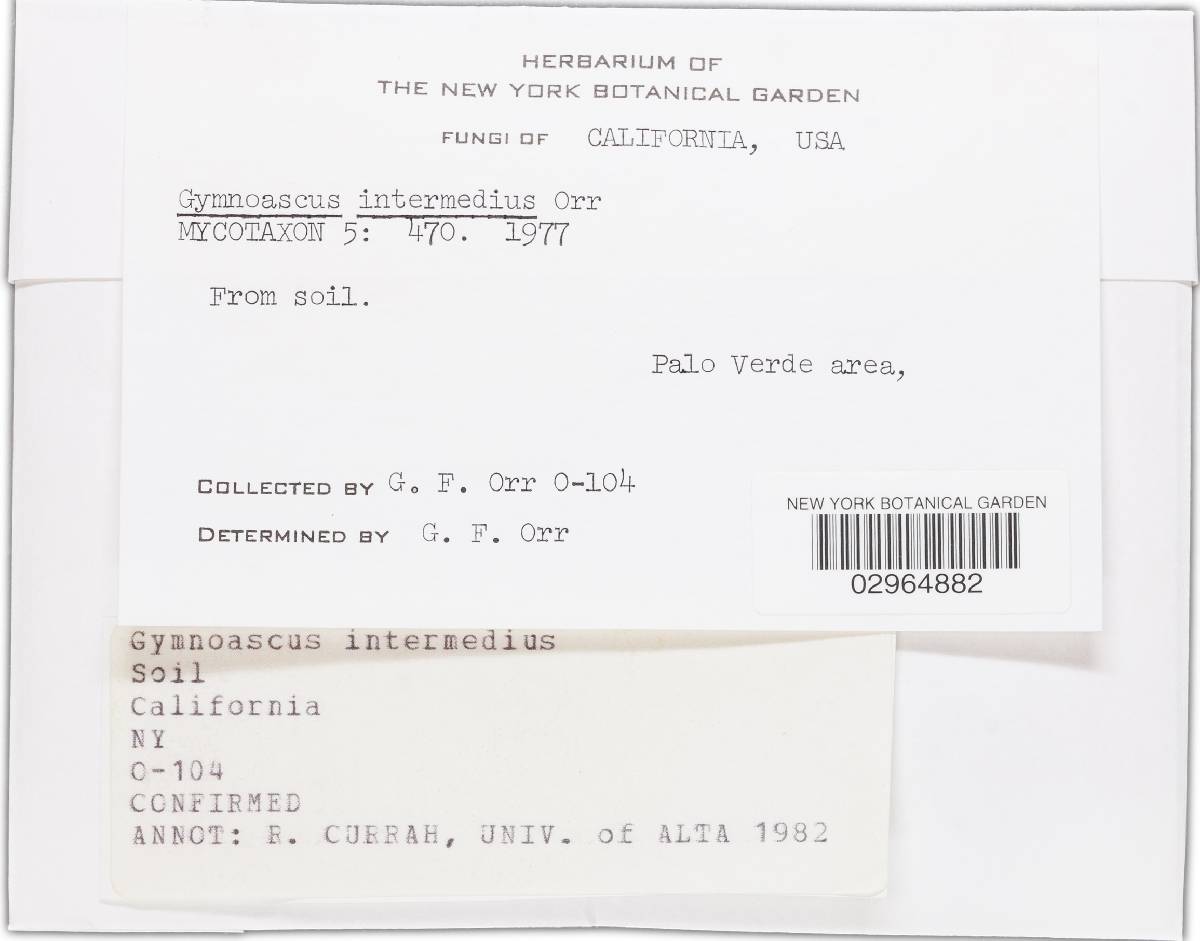 HERBARIUM OF
THE NEW YORK BOTANICAL GARDEN
FUNGI OF CALIFORNIA, USA
Gymnoascus intermedius Orr
MYCOTAXON 5: 470. 1977
From soil.
Palo Verde area,
COLLECTED BY G. F. Orr O-104
DETERMINED BY G. F. Orr
NEW YORK BOTANICAL GARDEN
02964882
Gymnoascus intermedius
Soil
California
NY
O-104
CONFIRMED
ANNOT: R. CURRAH, UNIV. of ALTA 1982